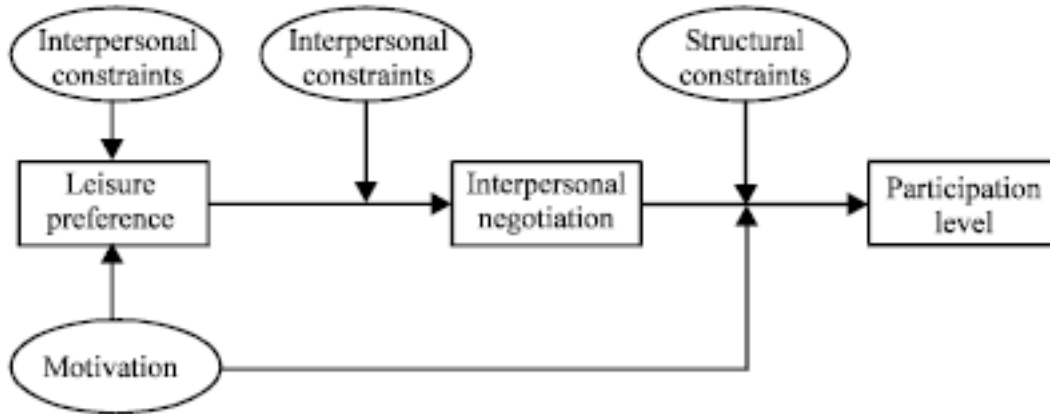 Interpersonal
constraints
Interpersonal
constraints
Structural
constraints
Leisure
preference
Interpersonal
negotiation
Participation
level
Motivation